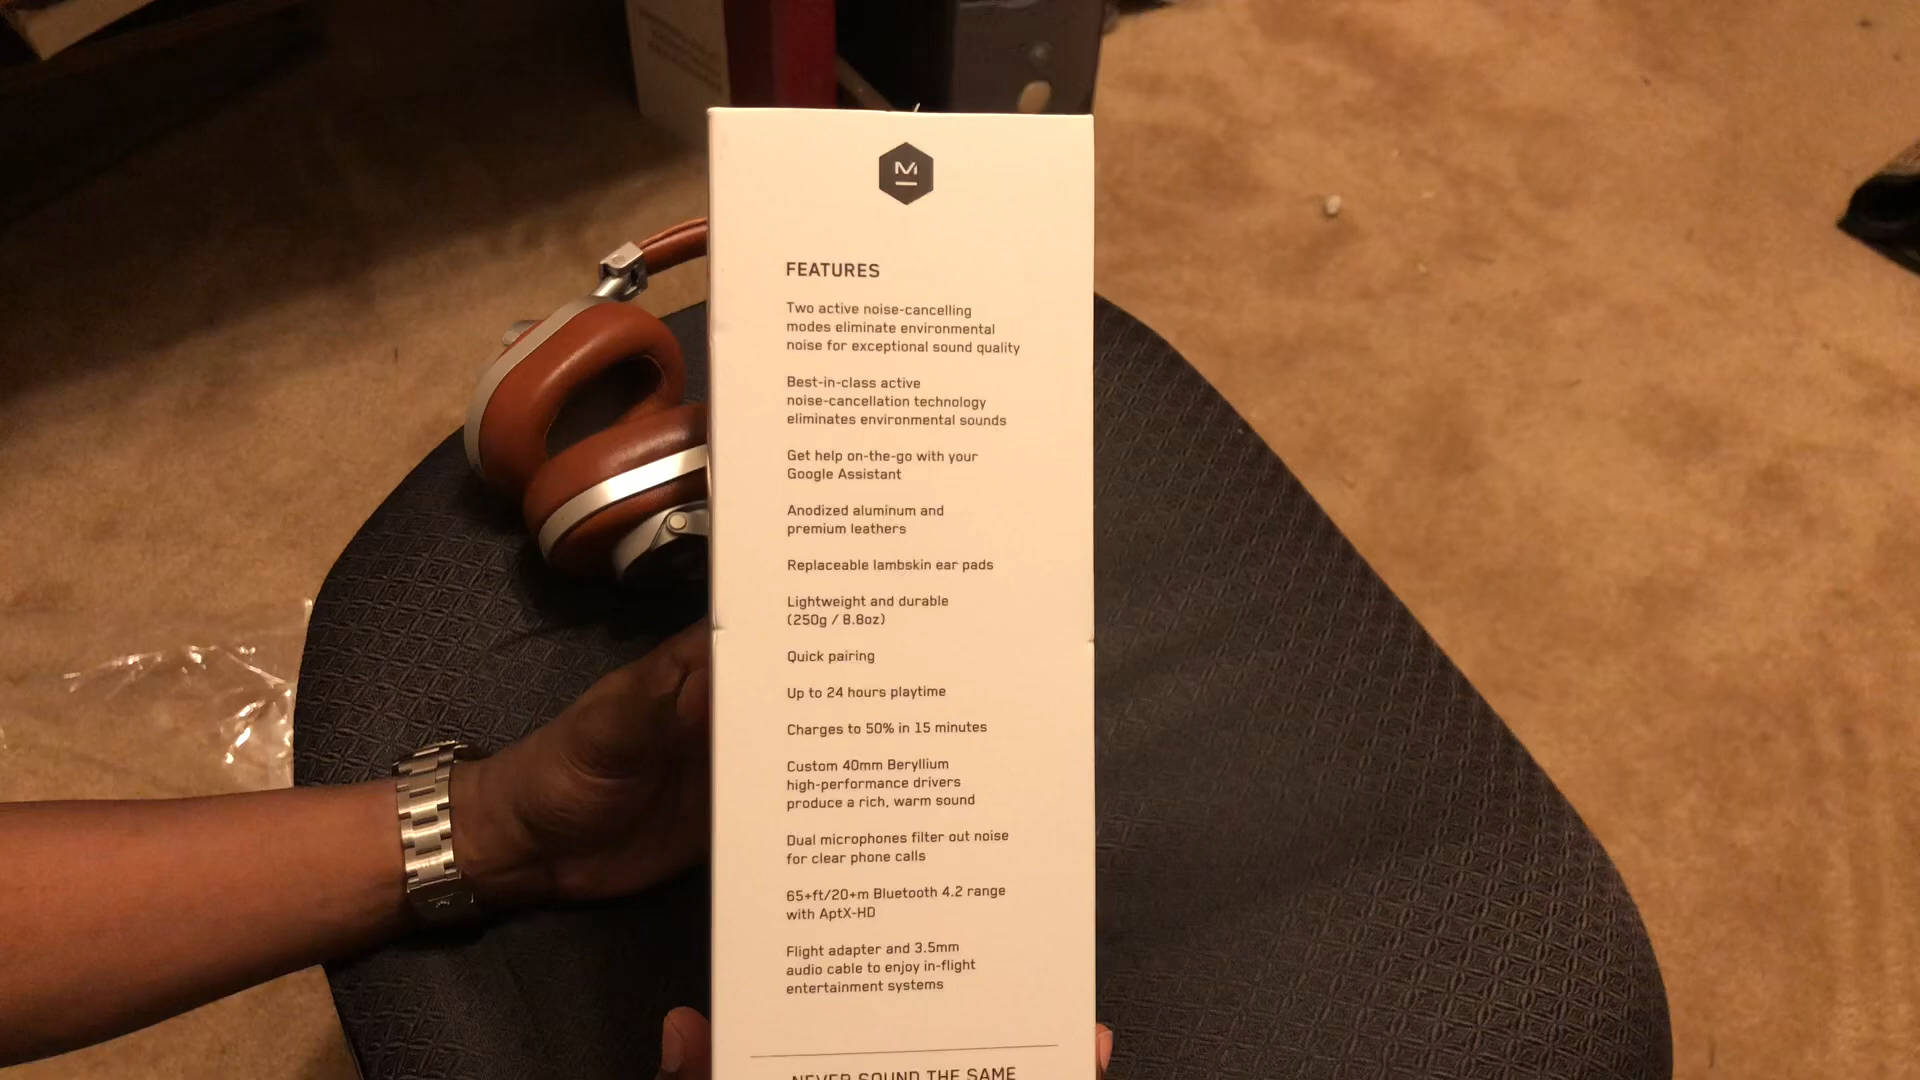 M
FEATURES
Two active noise-cancelling
modes eliminate environmental
noise for exceptional sound quality
Best-in-class active
noise-cancellation technology
eliminates environmental sounds
Get help on-the-go with your
Google Assistant
Anodized aluminum and
premium leathers
Replaceable lambskin ear pads
Lightweight and durable
(250g / 8.8oz)
Quick pairing
Up to 24 hours playtime
Charges to 50% in 15 minutes
Custom 40mm Beryllium
high-performance drivers
produce a rich, warm sound
Dual microphones filter out noise
for clear phone calls
65+ft/20+m Bluetooth 4.2 range
with AptX-HD
Flight adapter and 3.5mm
audio cable to enjoy in-flight
entertainment systems
NEVER SOUND THE SAME